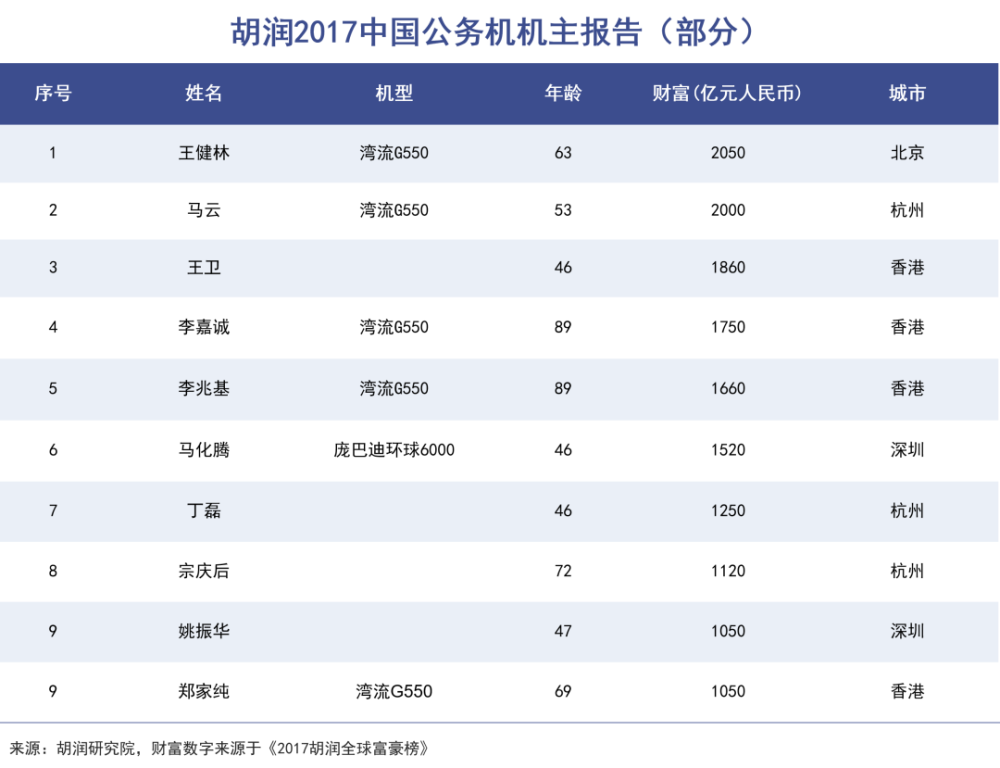 胡润2017中国公务机机主报告（部分）
序号 姓名 机型 年龄 财富(亿元人民币) 城市
1 王健林 湾流G550 63 2050 北京
2 马云 湾流G550 53 2000 杭州
3 王卫 46 1860 香港
4 李嘉诚 湾流G550 89 1750 香港
5 李兆基 湾流G550 89 1660 香港
6 马化腾 庞巴迪环球6000 46 1520 深圳
7 丁磊 46 1250 杭州
8 宗庆后 72 1120 杭州
9 姚振华 47 1050 深圳
9 郑家纯 湾流G550 69 1050 香港
来源：胡润研究院，财富数字来源于《2017胡润全球富豪榜》